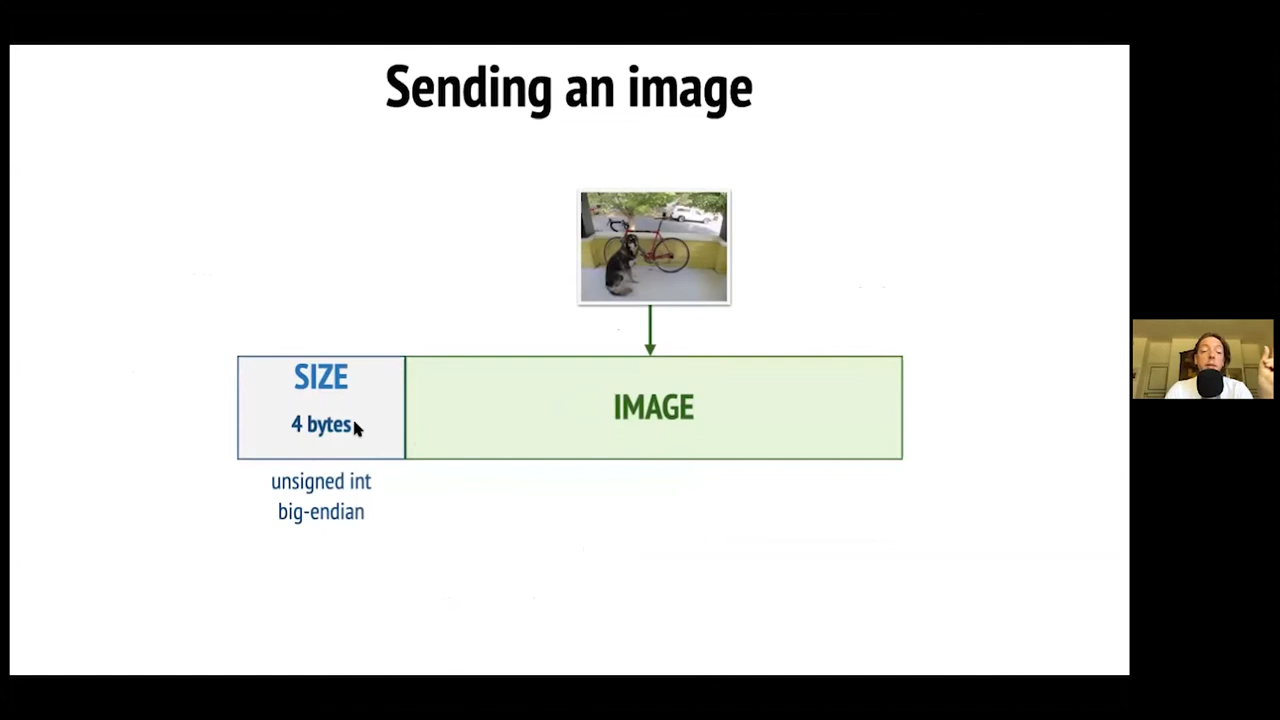 Sending an image
SIZE
4 bytes
IMAGE
unsigned int
big-endian